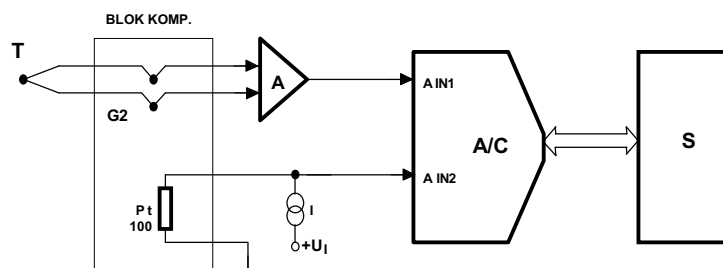 BLOK KOMP.
T
G2
A
A IN1
A/C
S
A IN2
Pt
100
I
+UI